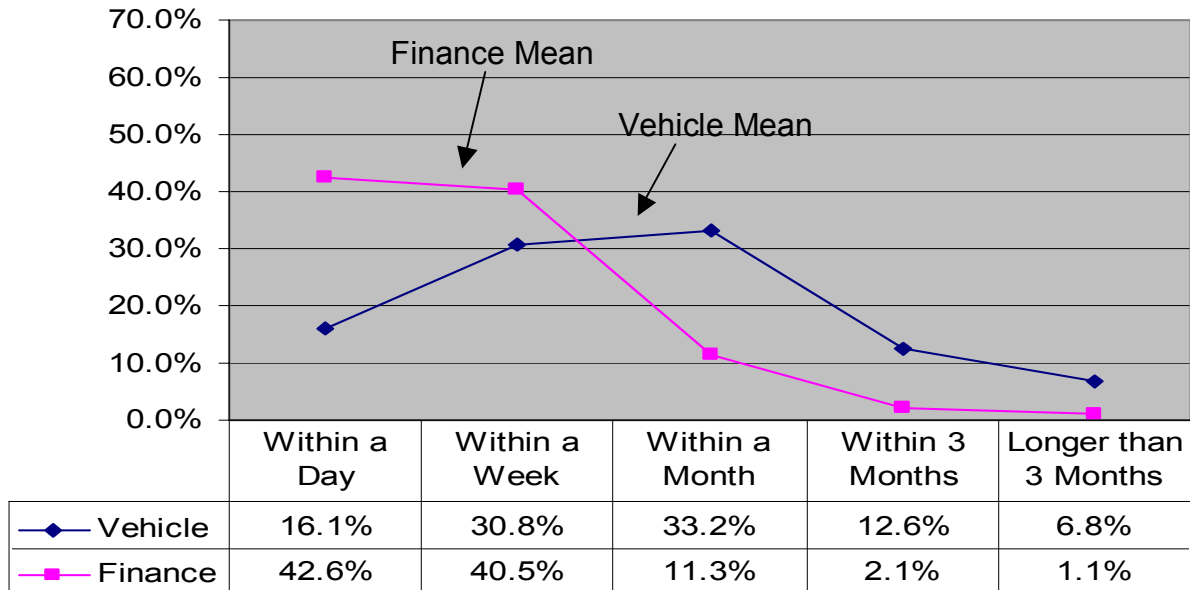 70.0%
60.0%
50.0%
40.0%
30.0%
20.0%
10.0%
0.0%
Finance Mean
Vehicle Mean
Within a Day
Within a Week
Within a Month
Within 3 Months
Longer than 3 Months
Vehicle 16.1% 30.8% 33.2% 12.6% 6.8%
Finance 42.6% 40.5% 11.3% 2.1% 1.1%